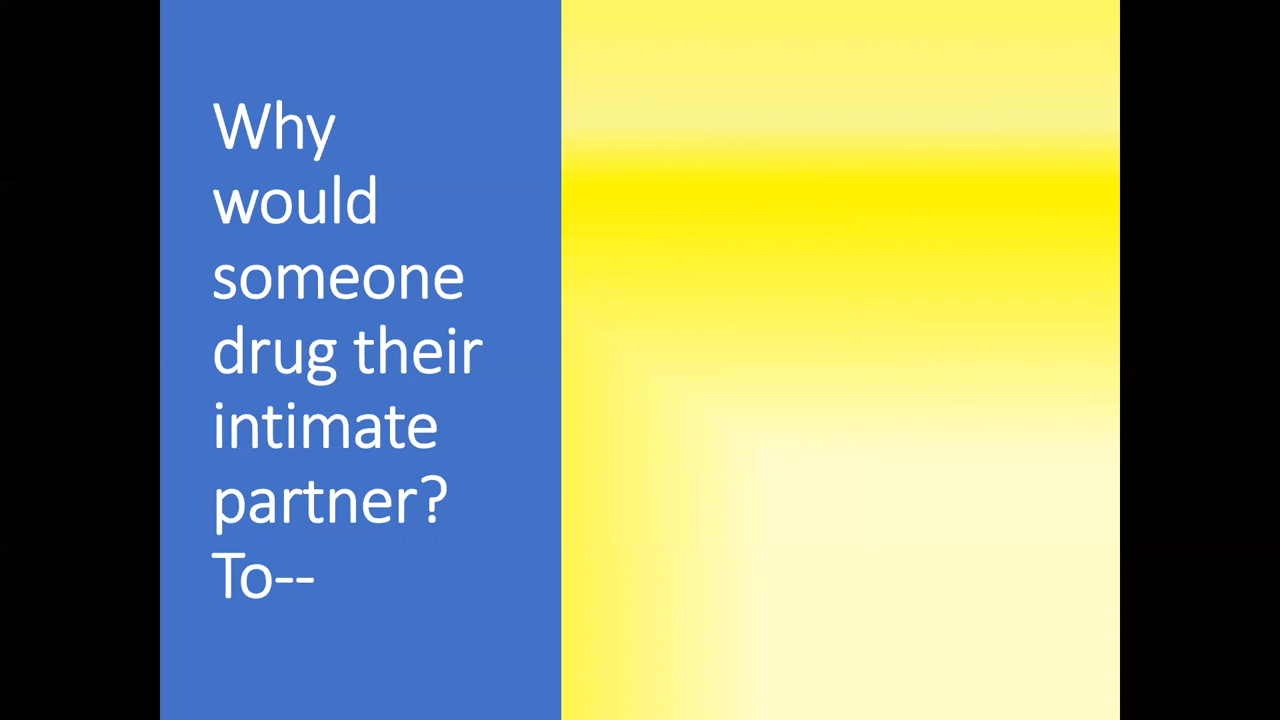 Why
would
someone
drug their
intimate
partner?
To--